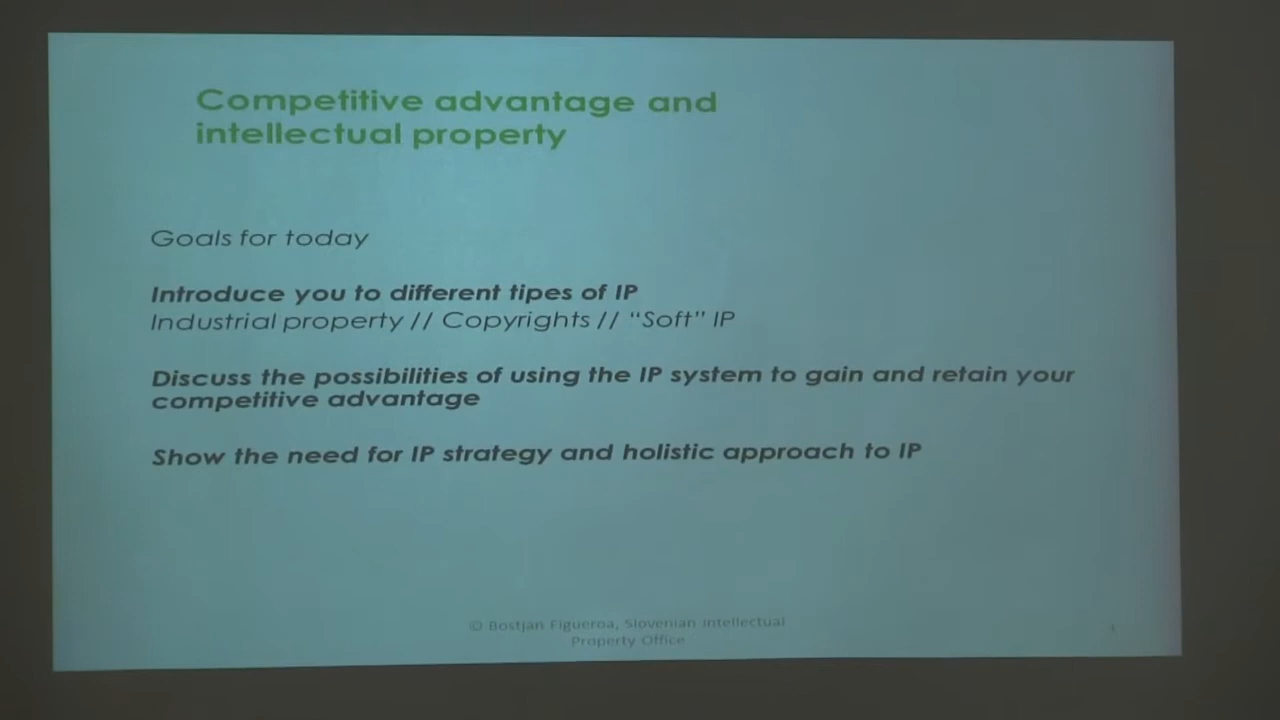 Competitive advantage and
intellectual property
Goals for today
Introduce you to different tipes of IP
Industrial property // Copyrights // “Soft” IP
Discuss the possibilities of using the IP system to gain and retain your
competitive advantage
Show the need for IP strategy and holistic approach to IP
© Bostjan Figueroa, Slovenian Intellectual
Property Office